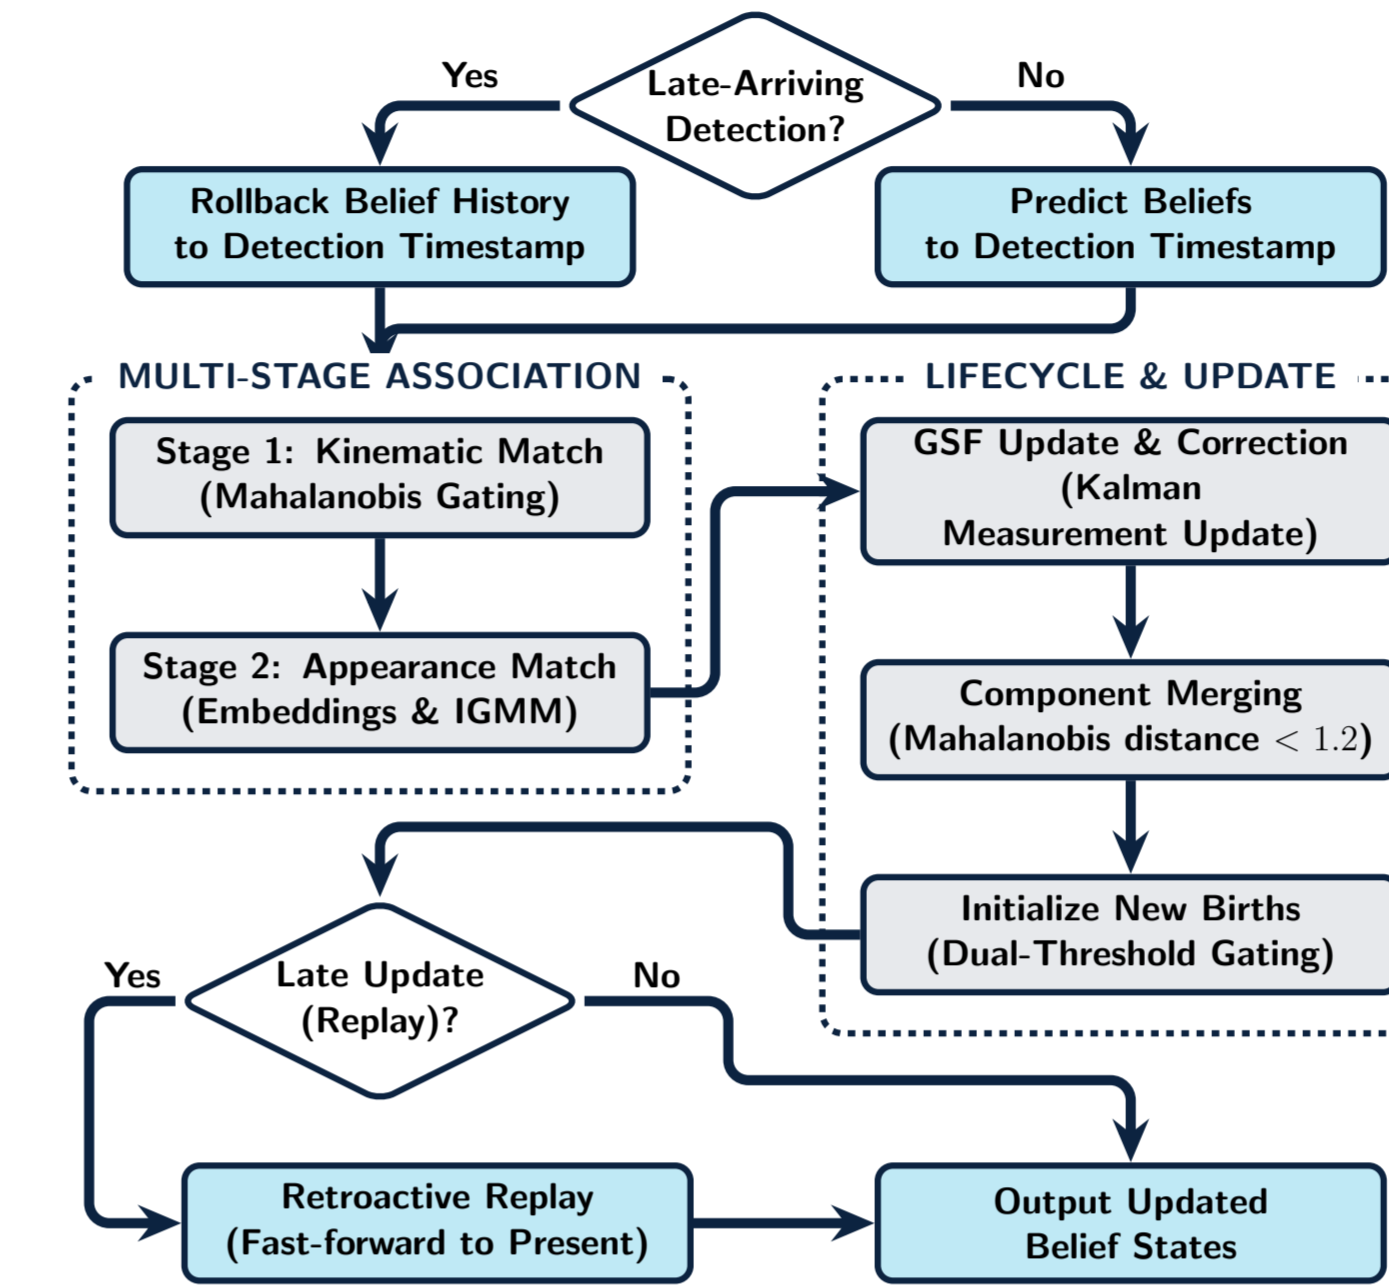 Late-Arriving
Detection?
Yes
No
Rollback Belief History
to Detection Timestamp
Predict Beliefs
to Detection Timestamp
MULTI-STAGE ASSOCIATION
Stage 1: Kinematic Match
(Mahalanobis Gating)
Stage 2: Appearance Match
(Embeddings & IGMM)
LIFECYCLE & UPDATE
GSF Update & Correction
(Kalman
Measurement Update)
Component Merging
(Mahalanobis distance < 1.2)
Initialize New Births
(Dual-Threshold Gating)
Late Update
(Replay)?
Yes
No
Retroactive Replay
(Fast-forward to Present)
Output Updated
Belief States